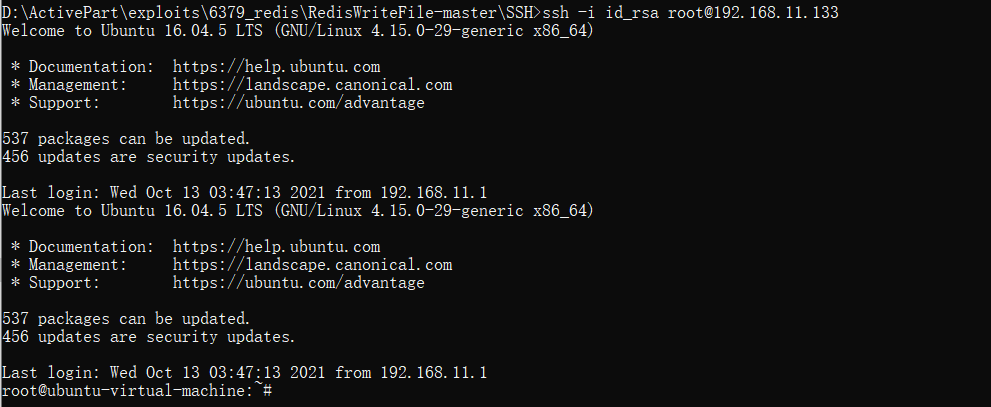 D:\ActivePart\exploits\6379_redis\RedisWriteFile-master\SSH>ssh -i id_rsa root@192.168.11.133
Welcome to Ubuntu 16.04.5 LTS (GNU/Linux 4.15.0-29-generic x86_64)
* Documentation:  https://help.ubuntu.com
* Management:     https://landscape.canonical.com
* Support:        https://ubuntu.com/advantage
537 packages can be updated.
456 updates are security updates.
Last login: Wed Oct 13 03:47:13 2021 from 192.168.11.1
Welcome to Ubuntu 16.04.5 LTS (GNU/Linux 4.15.0-29-generic x86_64)
* Documentation:  https://help.ubuntu.com
* Management:     https://landscape.canonical.com
* Support:        https://ubuntu.com/advantage
537 packages can be updated.
456 updates are security updates.
Last login: Wed Oct 13 03:47:13 2021 from 192.168.11.1
root@ubuntu-virtual-machine:~#